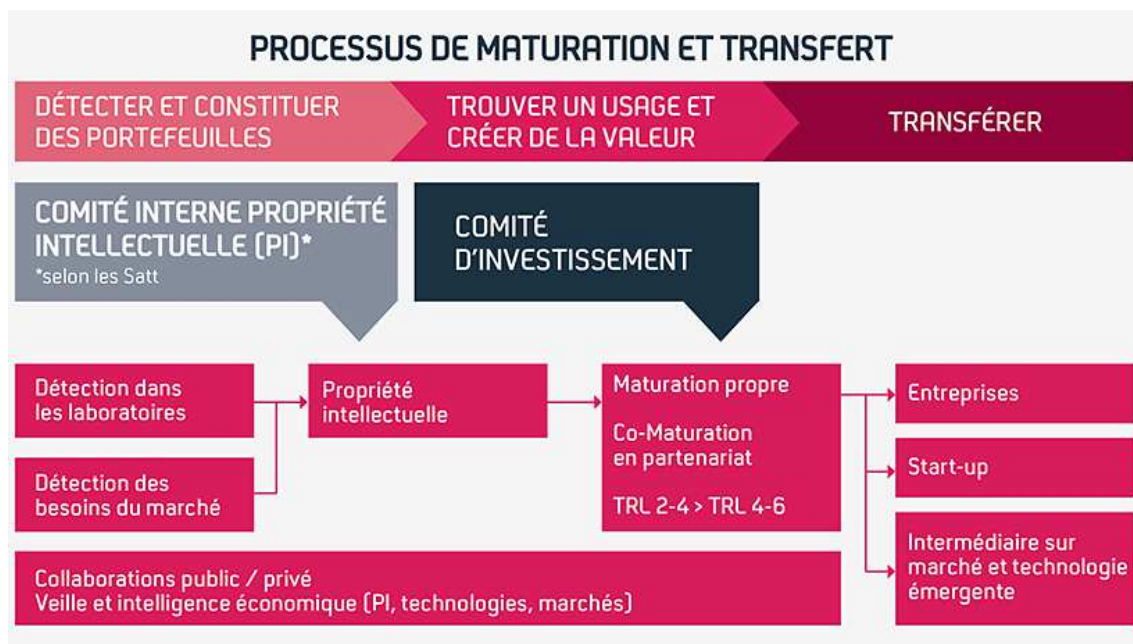 PROCESSUS DE MATURATION ET TRANSFERT
DÉTECTER ET CONSTITUER
DES PORTEFEUILLES
TROUVER UN USAGE ET
CRÉER DE LA VALEUR
TRANSFÉRER
COMITÉ INTERNE PROPRIÉTÉ
INTELLECTUELLE (PI)*
*selon les Satt
COMITÉ
D'INVESTISSEMENT
Détection dans
les laboratoires
Détection des
besoins du marché
Propriété
intellectuelle
Maturation propre
Co-Maturation
en partenariat
TRL 2-4 > TRL 4-6
Entreprises
Start-up
Intermédiaire sur
marché et technologie
émergente
Collaborations public / privé
Veille et intelligence économique (PI, technologies, marchés)